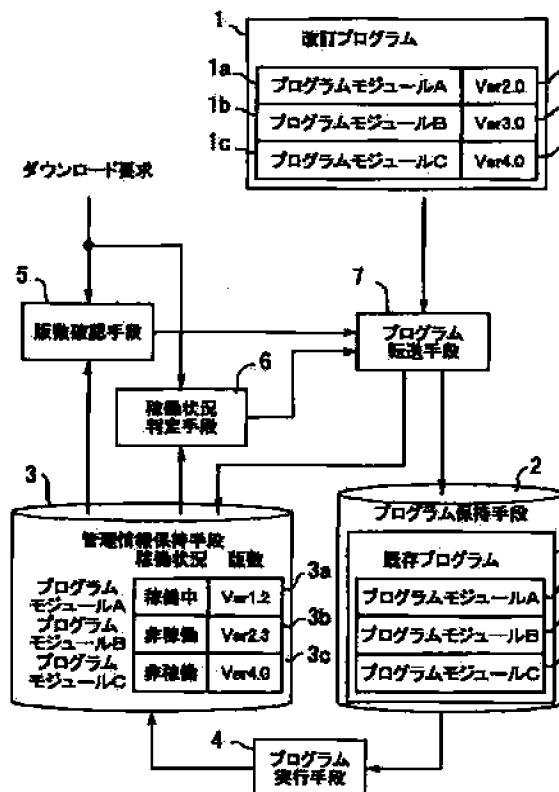 1
改訂プログラム
1a
プログラムモジュールA
Ver2.0
1b
プログラムモジュールB
Ver3.0
1c
プログラムモジュールC
Ver4.0
ダウンロード要求
5
版数確認手段
7
プログラム
転送手段
6
稼働状況
判定手段
3
管理情報保持手段
稼働状況 版数
プログラム
モジュールA
稼働中
Ver1.2
3a
プログラム
モジュールB
非稼働
Ver2.3
3b
プログラム
モジュールC
非稼働
Ver4.0
3c
2
プログラム保持手段
既存プログラム
プログラムモジュールA
プログラムモジュールB
プログラムモジュールC
4
プログラム
実行手段